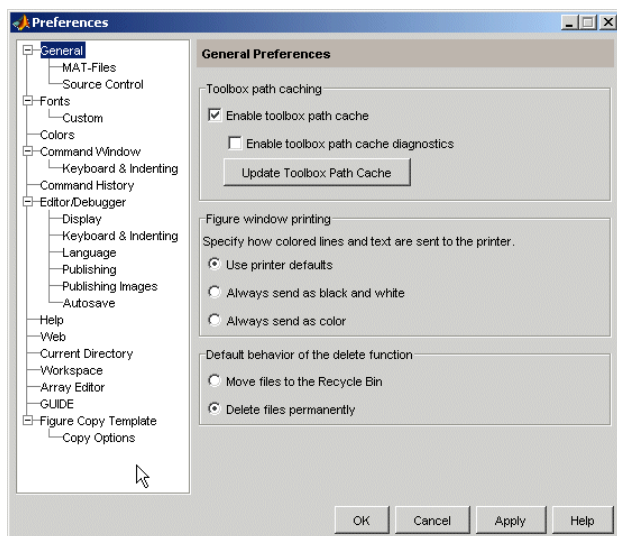 Preferences
General
MAT-Files
Source Control
Fonts
Custom
Colors
Command Window
Keyboard & Indenting
Command History
Editor/Debugger
Display
Keyboard & Indenting
Language
Publishing
Publishing Images
Autosave
Help
Web
Current Directory
Workspace
Array Editor
GUIDE
Figure Copy Template
Copy Options
General Preferences
Toolbox path caching
Enable toolbox path cache
Enable toolbox path cache diagnostics
Update Toolbox Path Cache
Figure window printing
Specify how colored lines and text are sent to the printer.
Use printer defaults
Always send as black and white
Always send as color
Default behavior of the delete function
Move files to the Recycle Bin
Delete files permanently
OK
Cancel
Apply
Help